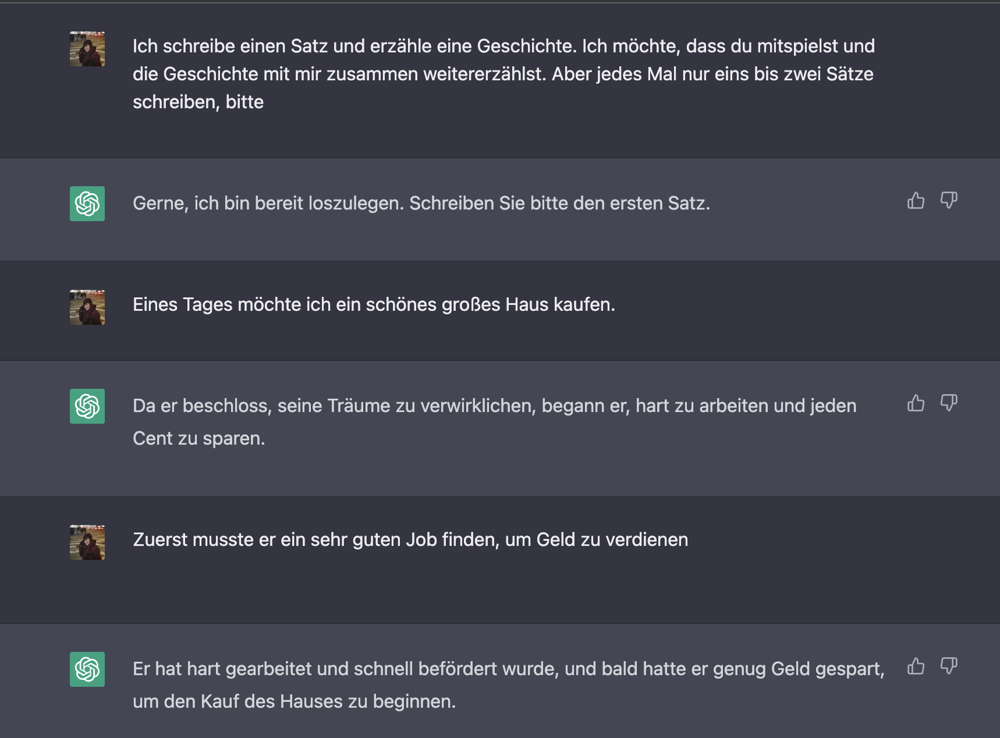 Ich schreibe einen Satz und erzähle eine Geschichte. Ich möchte, dass du mitspielst und
die Geschichte mit mir zusammen weitererzählst. Aber jedes Mal nur eins bis zwei Sätze
schreiben, bitte
Gerne, ich bin bereit loszulegen. Schreiben Sie bitte den ersten Satz.
Eines Tages möchte ich ein schönes großes Haus kaufen.
Da er beschloss, seine Träume zu verwirklichen, begann er, hart zu arbeiten und jeden
Cent zu sparen.
Zuerst musste er ein sehr guten Job finden, um Geld zu verdienen
Er hat hart gearbeitet und schnell befördert wurde, und bald hatte er genug Geld gespart,
um den Kauf des Hauses zu beginnen.